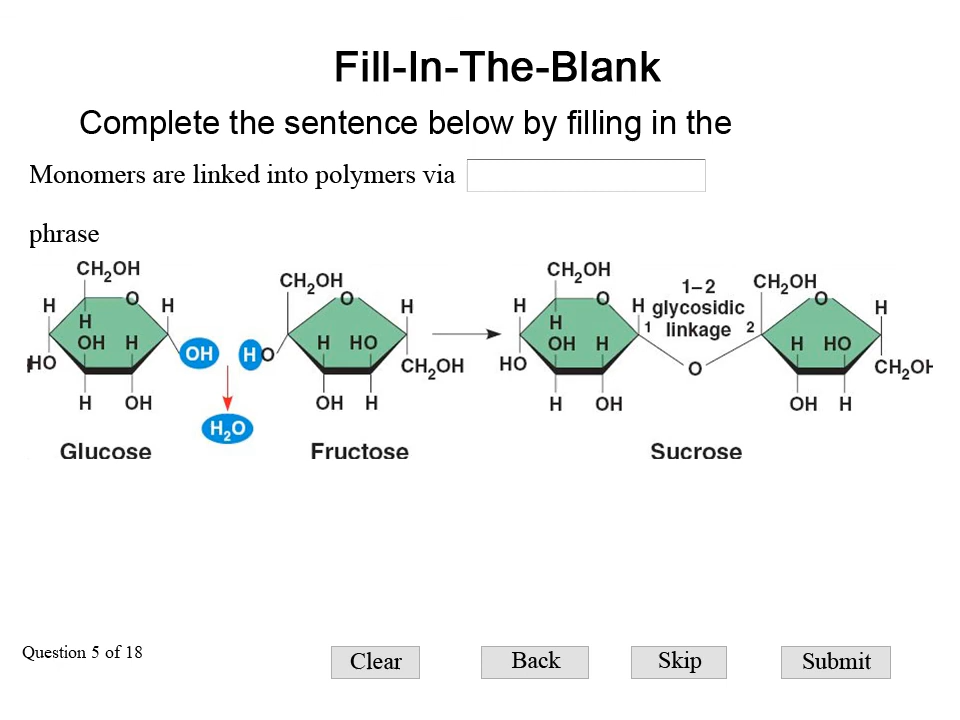 Fill-In-The-Blank
Complete the sentence below by filling in the
Monomers are linked into polymers via
phrase
CH₂OH CH₂OH CH₂OH CH₂OH
H O H O H H O H 1–2 glycosidic linkage O H
H H 1 2
OH H OH HO H HO OH H H HO
HO CH₂OH HO O CH₂OH
H OH OH H H OH OH H
H₂O
Glucose Fructose Sucrose
Question 5 of 18
Clear Back Skip Submit